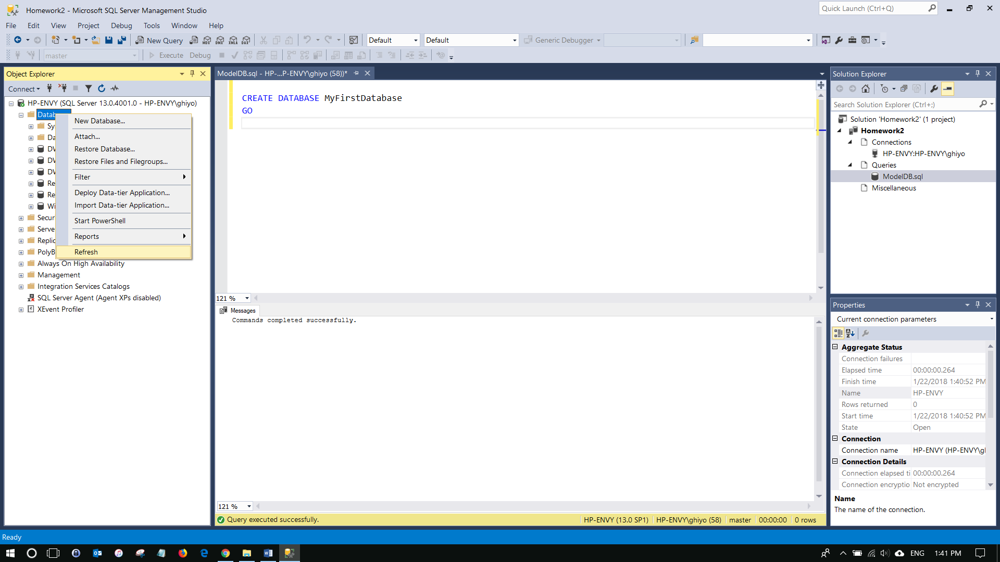 Homework2 - Microsoft SQL Server Management Studio
Quick Launch (Ctrl+Q)
File Edit View Project Debug Tools Window Help
New Query MDX DMX XMLA DAX Default Default Generic Debugger
master Execute Debug
Object Explorer
Connect
HP-ENVY (SQL Server 13.0.4001.0 - HP-ENVY\ghiyo)
Datab
Sy
Da
DV
DV
DV
Re
Re
Wi
Secur
Serve
Replic
PolyB
Always On High Availability
Management
Integration Services Catalogs
SQL Server Agent (Agent XPs disabled)
XEvent Profiler
New Database...
Attach...
Restore Database...
Restore Files and Filegroups...
Filter
Deploy Data-tier Application...
Import Data-tier Application...
Start PowerShell
Reports
Refresh
ModelDB.sql - HP-...P-ENVY\ghiyo (58))*
CREATE DATABASE MyFirstDatabase
GO
121 %
Messages
Commands completed successfully.
121 %
Query executed successfully.
HP-ENVY (13.0 SP1) HP-ENVY\ghiyo (58) master 00:00:00 0 rows
Solution Explorer
Search Solution Explorer (Ctrl+;)
Solution 'Homework2' (1 project)
Homework2
Connections
HP-ENVY:HP-ENVY\ghiyo
Queries
ModelDB.sql
Miscellaneous
Properties
Current connection parameters
Aggregate Status
Connection failures
Elapsed time 00:00:00.264
Finish time 1/22/2018 1:40:52 PM
Name HP-ENVY
Rows returned 0
Start time 1/22/2018 1:40:52 PM
State Open
Connection
Connection name HP-ENVY (HP-ENVY\gl
Connection Details
Connection elapsed ti 00:00:00.264
Connection encryptio Not encrypted
Name
The name of the connection.
Ready
ENG 1:41 PM